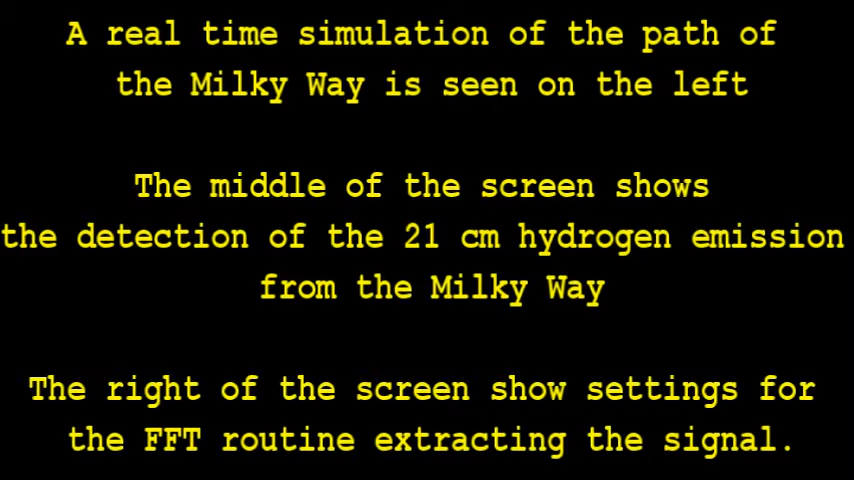 A real time simulation of the path of
the Milky Way is seen on the left
The middle of the screen shows
the detection of the 21 cm hydrogen emission
from the Milky Way
The right of the screen show settings for
the FFT routine extracting the signal.